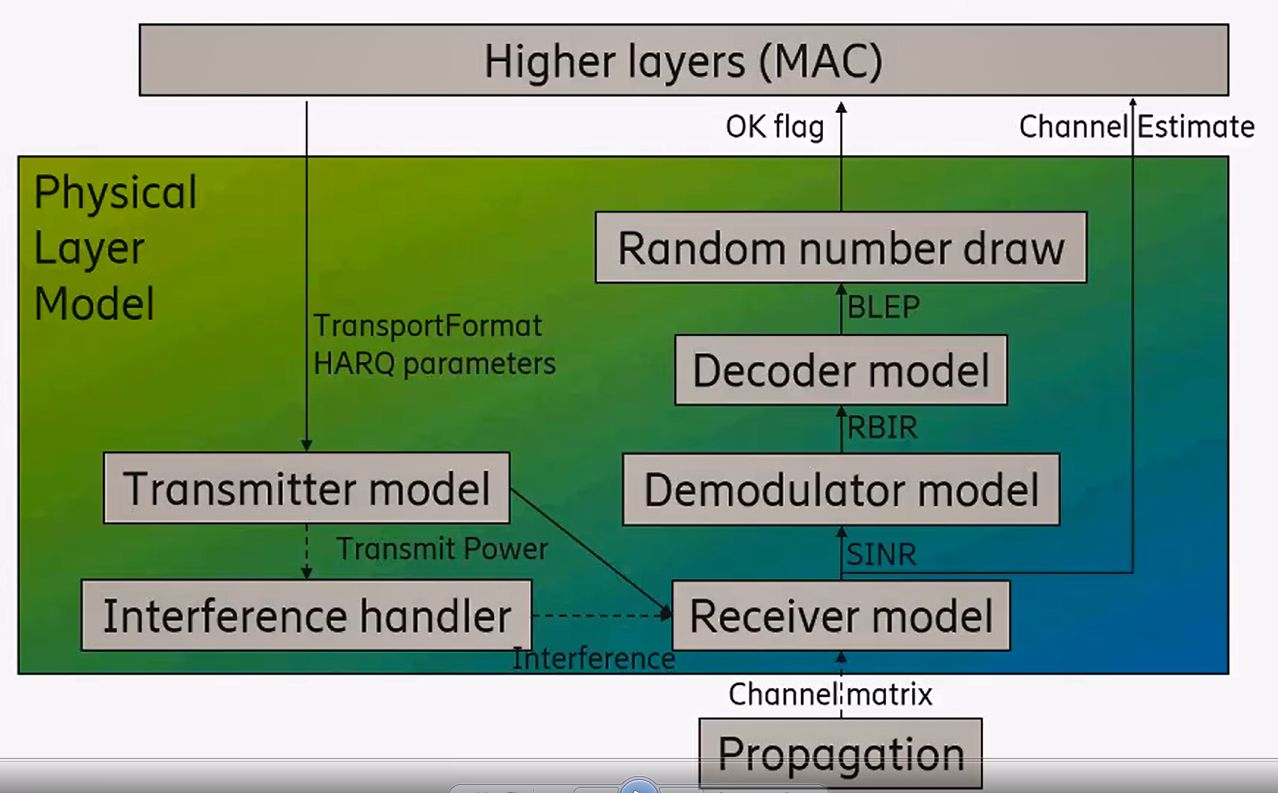 Higher layers (MAC)
OK flag
Channel Estimate
Physical
Layer
Model
Random number draw
BLEP
TransportFormat
HARQ parameters
Decoder model
RBIR
Transmitter model
Demodulator model
Transmit Power
SINR
Interference handler
Receiver model
Interference
Channel matrix
Propagation